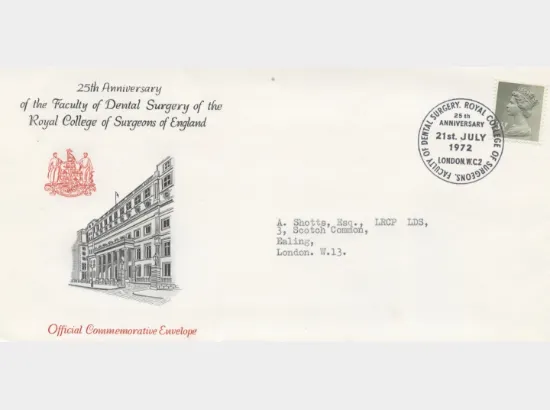 25th Anniversary
of the Faculty of Dental Surgery of the
Royal College of Surgeons of England
FACULTY OF DENTAL SURGERY. ROYAL COLLEGE OF SURGEONS.
25th
ANNIVERSARY
21st. JULY
1972
LONDON.W.C2
A. Shotts, Esq., LRCP LDS,
3, Scotch Common,
Ealing,
London. W.13.
Official Commemorative Envelope